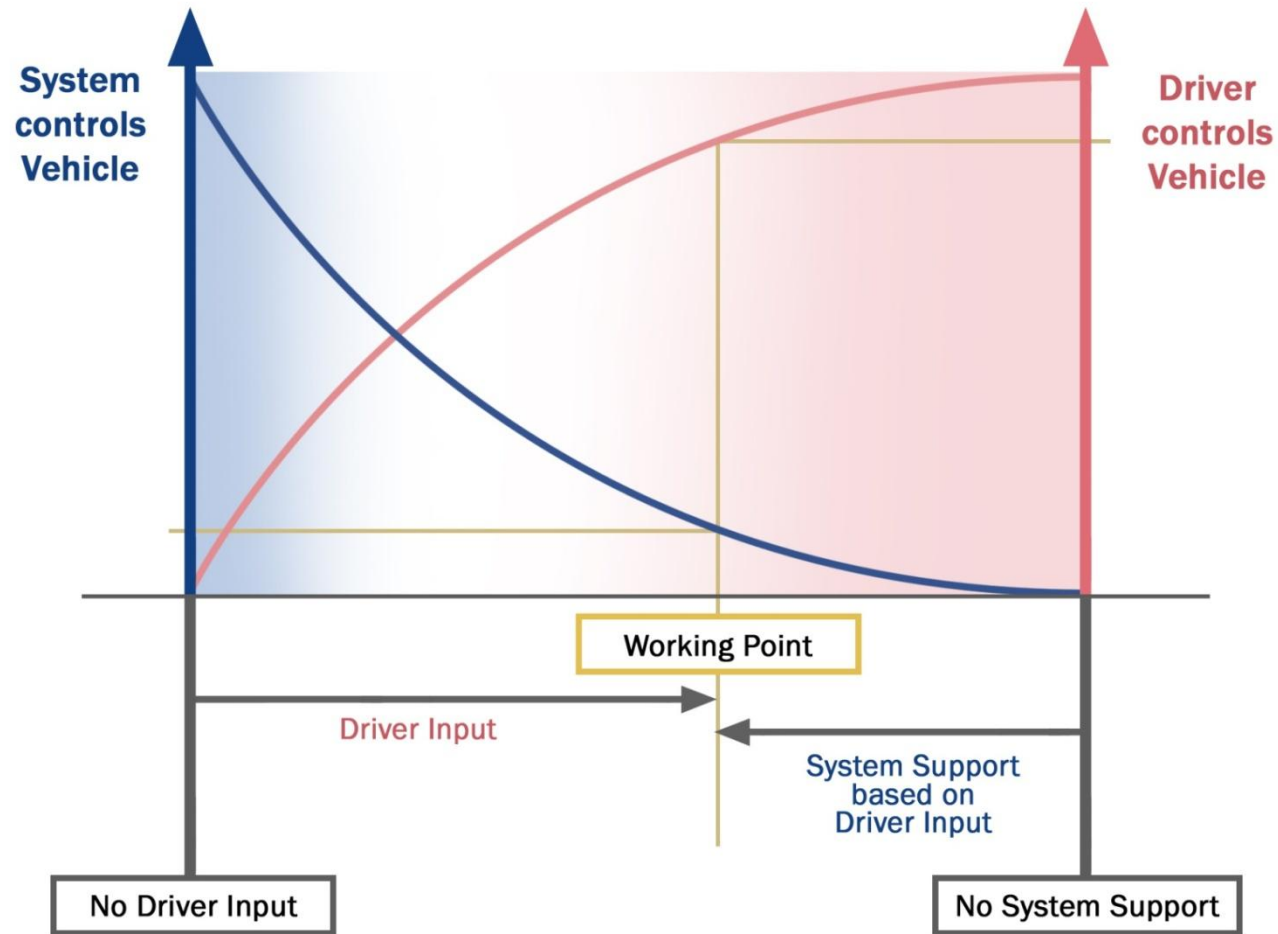 System
controls
Vehicle
Driver
controls
Vehicle
Working Point
Driver Input
System Support
based on
Driver Input
No Driver Input
No System Support